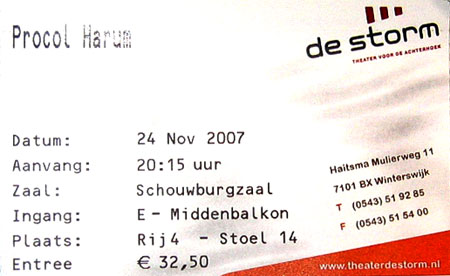 Procol Harum
de storm
THEATER VOOR DE ACHTERHOEK
Datum: 24 Nov 2007
Aanvang: 20:15 uur
Zaal: Schouwburgzaal
Ingang: E - Middenbalkon
Plaats: Rij4 - Stoel 14
Entree € 32,50
Haitsma Mulierweg 11
7101 BX Winterswijk
T (0543) 51 92 85
F (0543) 51 54 00
www.theaterdestorm.nl